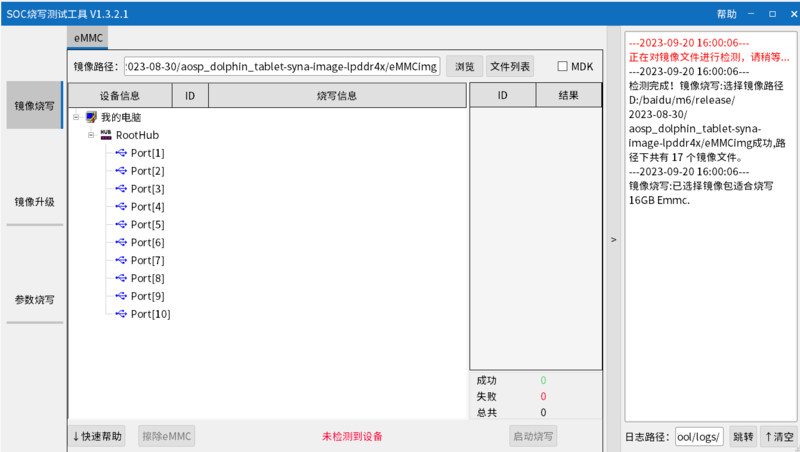 SOC烧写测试工具 V1.3.2.1
帮助
eMMC
镜像路径：
:023-08-30/aosp_dolphin_tablet-syna-image-lpddr4x/eMMCimg
浏览
文件列表
MDK
镜像烧写
镜像升级
参数烧写
设备信息
ID
烧写信息
我的电脑
RootHub
Port[1]
Port[2]
Port[3]
Port[4]
Port[5]
Port[6]
Port[7]
Port[8]
Port[9]
Port[10]
ID
结果
成功 0
失败 0
总共 0
↓快速帮助
擦除eMMC
未检测到设备
启动烧写
>
---2023-09-20 16:00:06---
正在对镜像文件进行检测，请稍等...
---2023-09-20 16:00:06---
检测完成！镜像烧写:选择镜像路径
D:/baidu/m6/release/
2023-08-30/
aosp_dolphin_tablet-syna-
image-lpddr4x/eMMCimg成功,路
径下共有 17 个镜像文件。
---2023-09-20 16:00:06---
镜像烧写:已选择镜像包适合烧写
16GB Emmc.
日志路径：
ool/logs/
跳转
↑清空